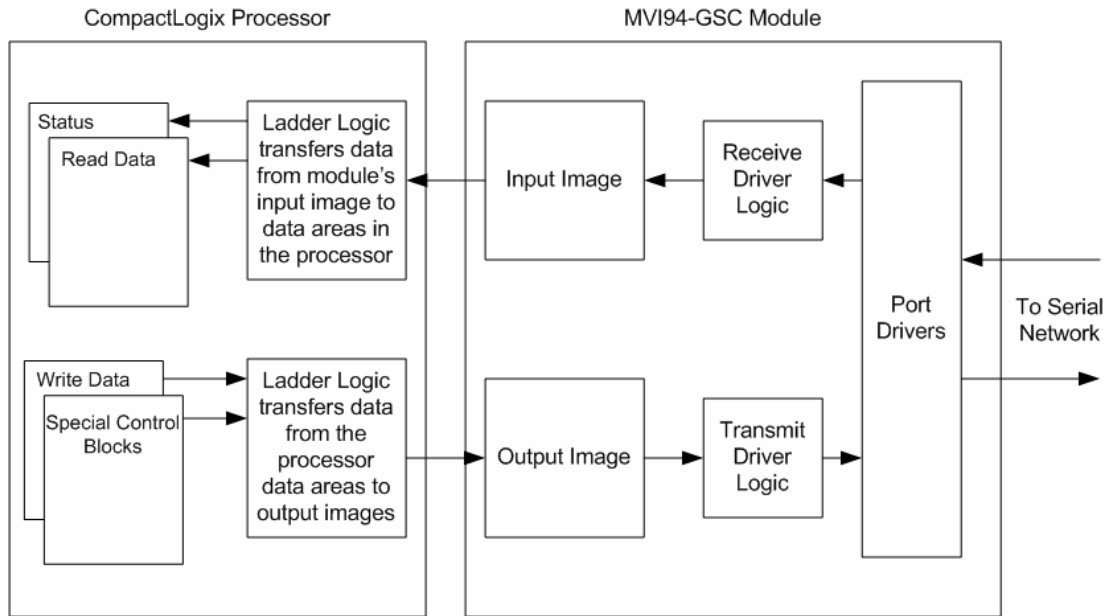 CompactLogix Processor
MVI94-GSC Module
Status
Read Data
Ladder Logic
transfers data
from module's
input image to
data areas in
the processor
Input Image
Receive
Driver
Logic
Port
Drivers
To Serial
Network
Write Data
Special Control
Blocks
Ladder Logic
transfers data
from the
processor
data areas to
output images
Output Image
Transmit
Driver
Logic